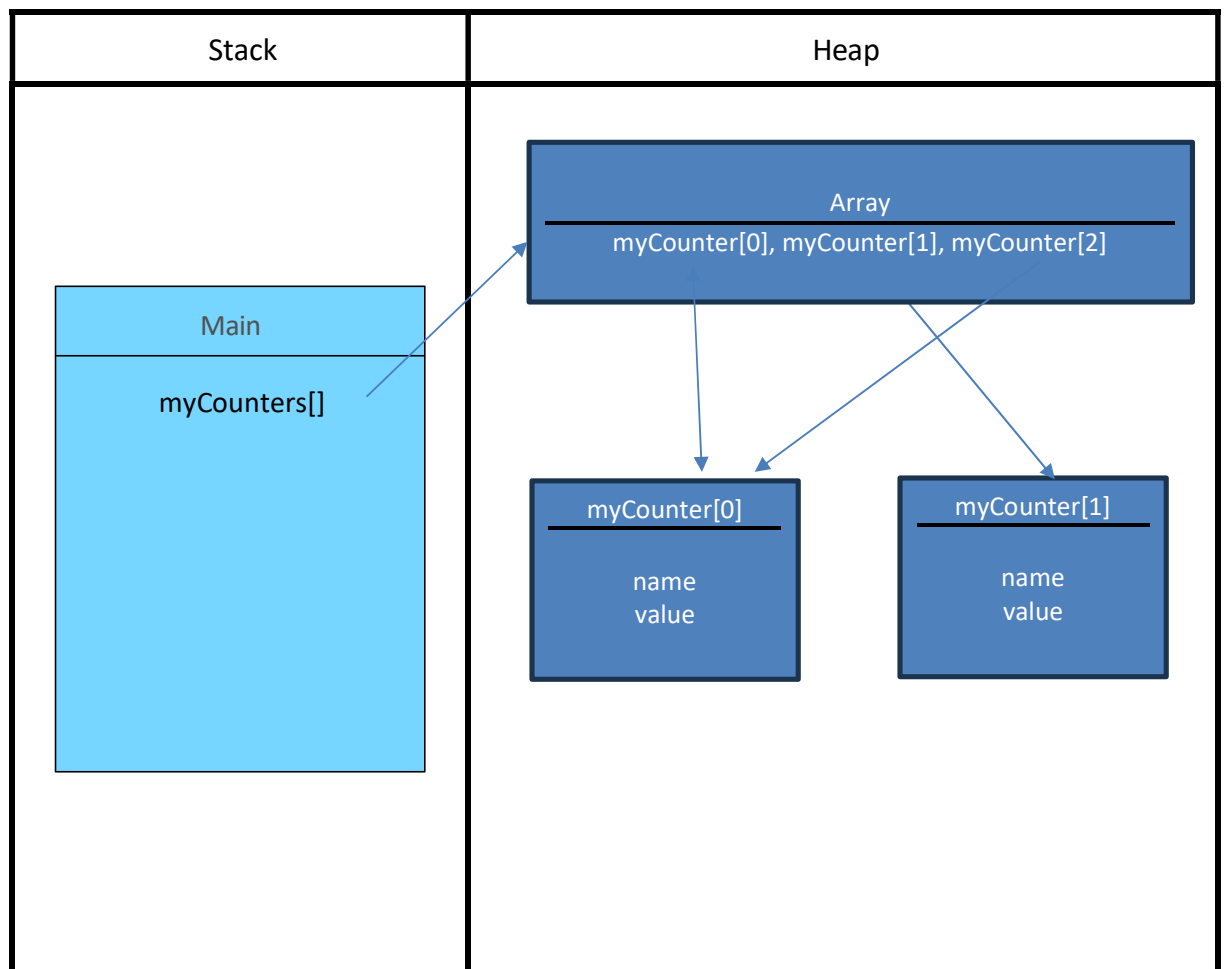 Stack
Heap
Array
myCounter[0], myCounter[1], myCounter[2]
Main
myCounters[]
myCounter[0]
name
value
myCounter[1]
name
value